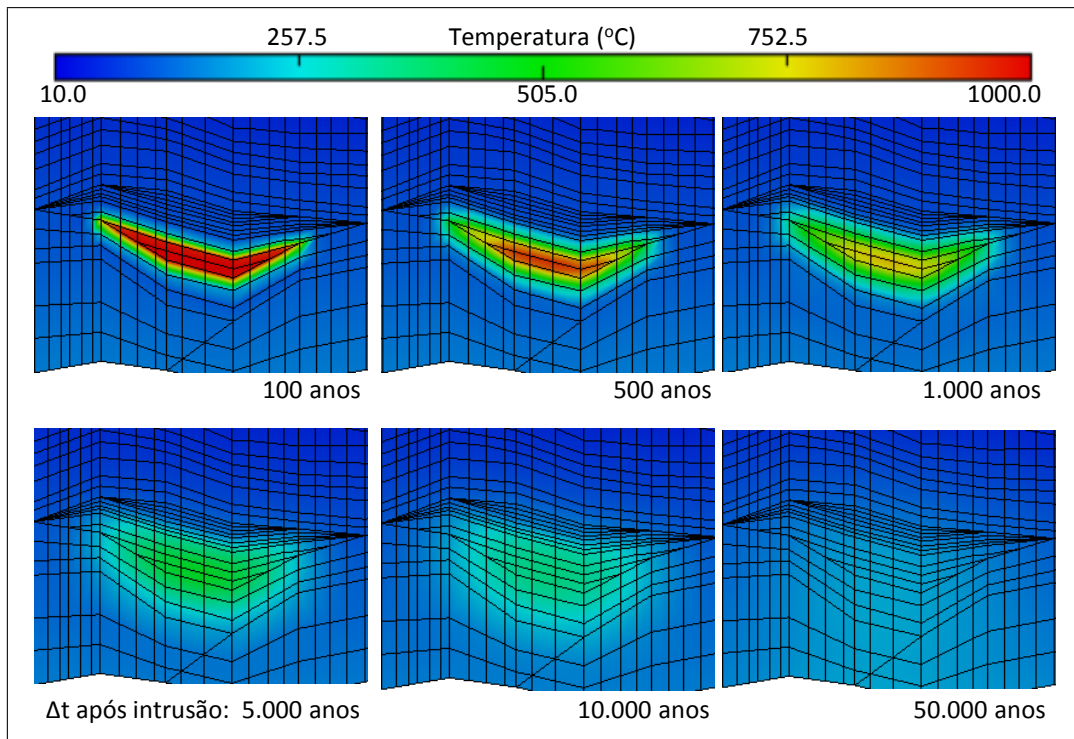 257.5 Temperatura (°C) 752.5
10.0 505.0 1000.0
100 anos 500 anos 1.000 anos
Δt após intrusão: 5.000 anos 10.000 anos 50.000 anos